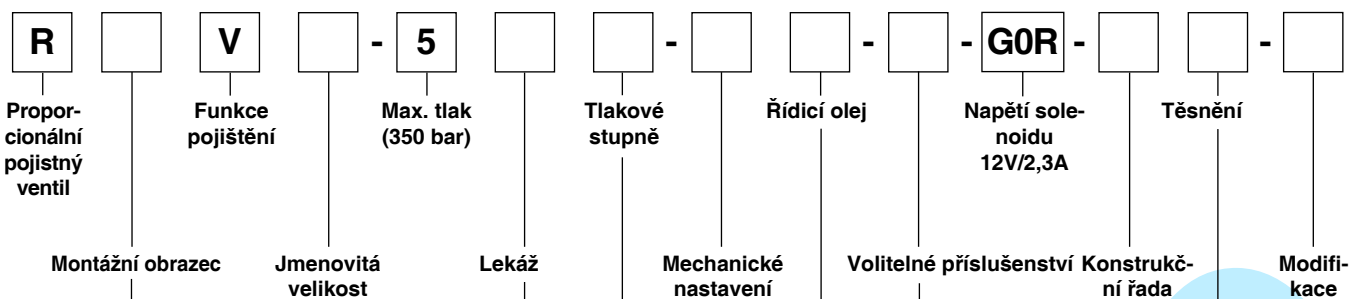 R V - 5 - - - G0R - -
Propor- Funkce Max. tlak Tlakové Řídicí olej Napětí sole- Těsnění
cionální pojištění (350 bar) stupně noidu
pojistný 12V/2,3A
ventil
Montážní obrazec Jmenovitá Lekáž Mechanické Volitelné příslušenství Konstrukč- Modifi-
velikost nastavení ní řada kace